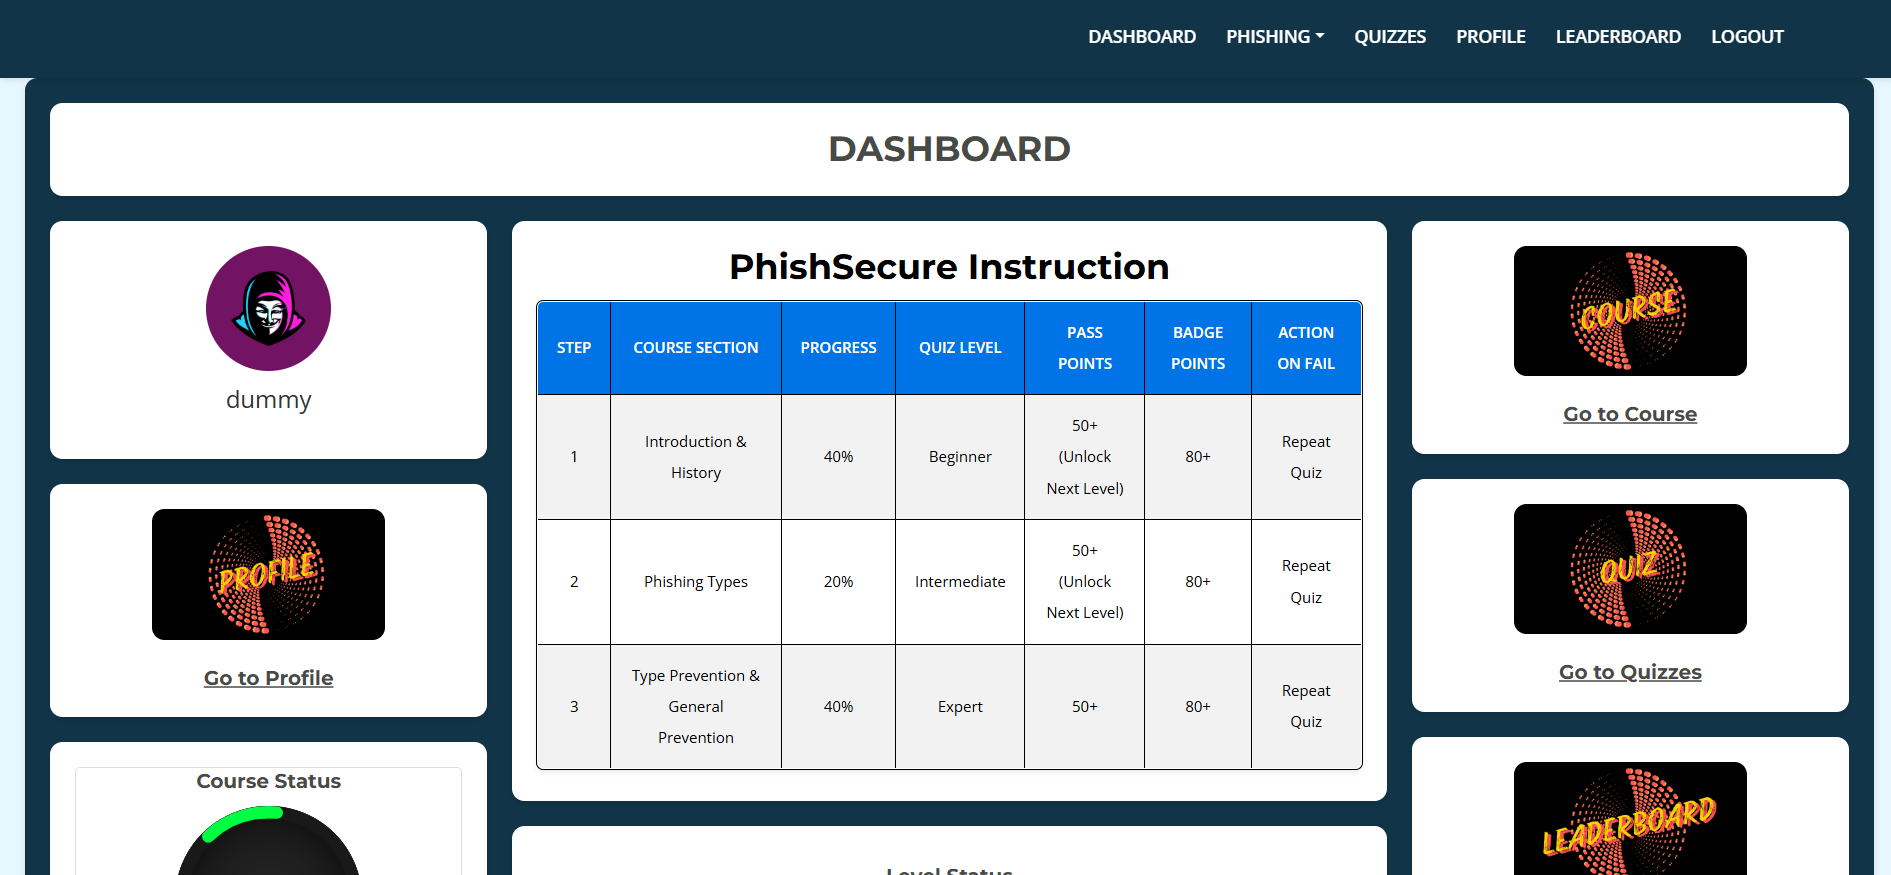 DASHBOARD PHISHING QUIZZES PROFILE LEADERBOARD LOGOUT
DASHBOARD
dummy
PROFILE
Go to Profile
Course Status
PhishSecure Instruction
STEP COURSE SECTION PROGRESS QUIZ LEVEL PASS POINTS BADGE POINTS ACTION ON FAIL
1 Introduction & History 40% Beginner 50+ (Unlock Next Level) 80+ Repeat Quiz
2 Phishing Types 20% Intermediate 50+ (Unlock Next Level) 80+ Repeat Quiz
3 Type Prevention & General Prevention 40% Expert 50+ 80+ Repeat Quiz
Level Status
COURSE
Go to Course
QUIZ
Go to Quizzes
LEADERBOARD